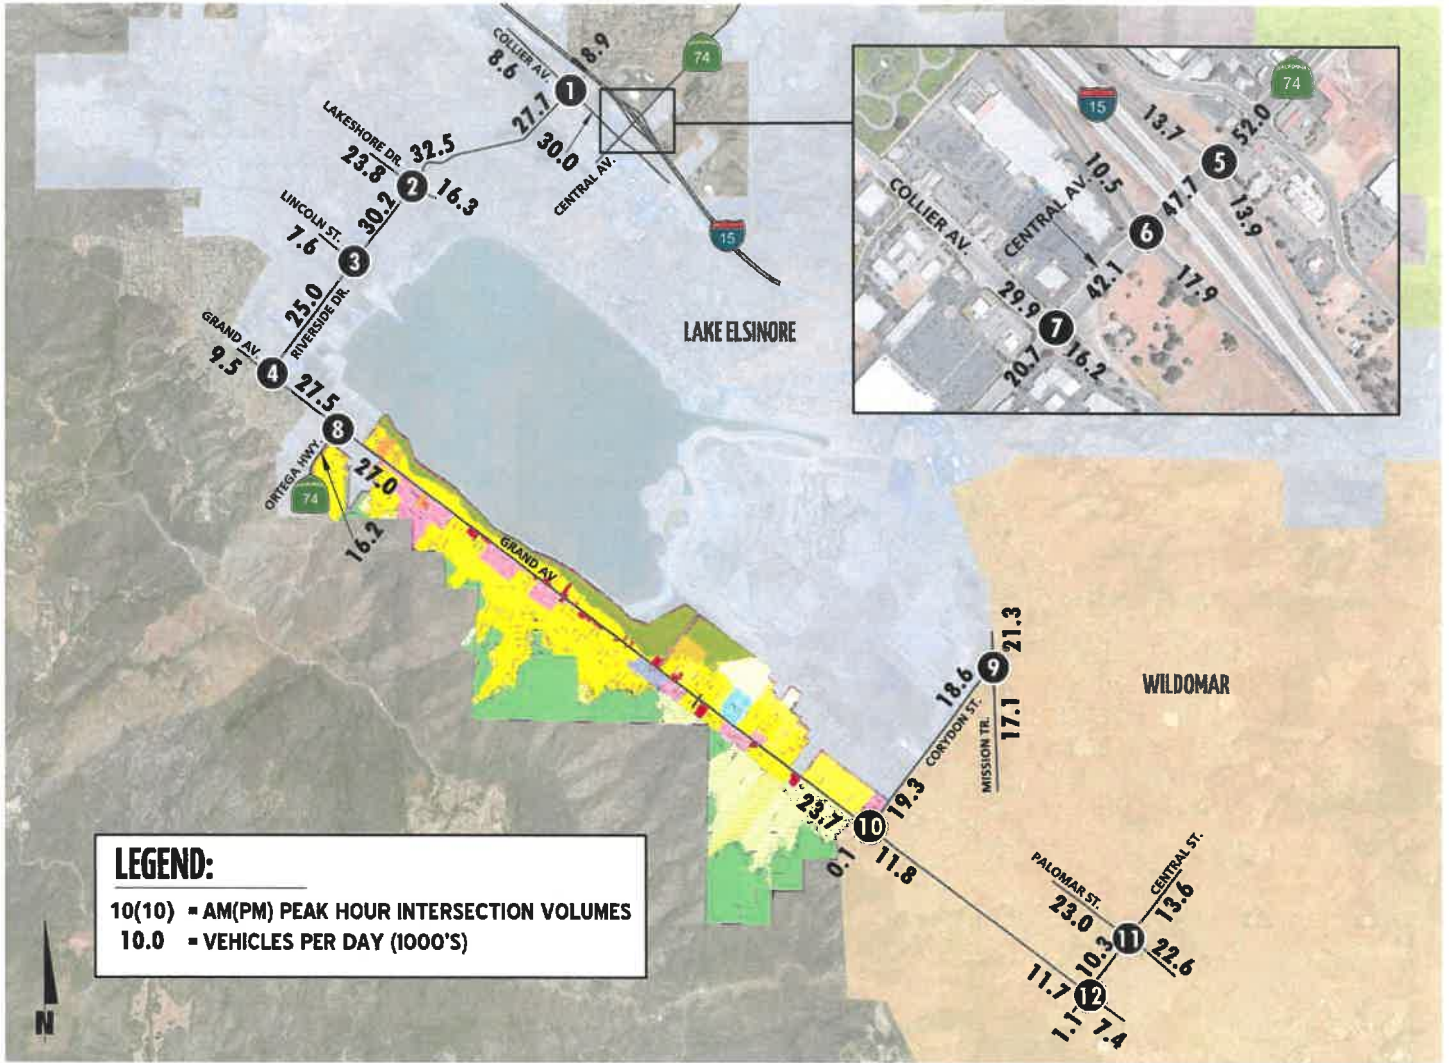 COLLIER AV.
8.6
18.9
CALIFORNIA
74
1
27.7
30.0
CENTRAL AV.
15
LAKESHORE DR.
23.8
32.5
2
16.3
30.2
LINCOLN ST.
7.6
3
25.0
RIVERSIDE DR.
GRAND AV.
9.5
4
27.5
8
ORTEGA HWY.
74
27.0
16.2
GRAND AV
LAKE ELSINORE
15
13.7
52.0
CALIFORNIA
74
5
10.5
47.7
13.9
COLLIER AV.
CENTRAL AV.
6
42.1
17.9
29.9
7
20.7
16.2
21.3
9
18.6
17.1
CORYDON ST.
MISSION TR.
WILDOMAR
19.3
23.7
10
0.1
11.8
PALOMAR ST.
CENTRAL ST.
23.0
13.6
11
22.6
10.3
11.7
12
1.1
7.4
LEGEND:
10(10) = AM(PM) PEAK HOUR INTERSECTION VOLUMES
10.0 = VEHICLES PER DAY (1000'S)
N